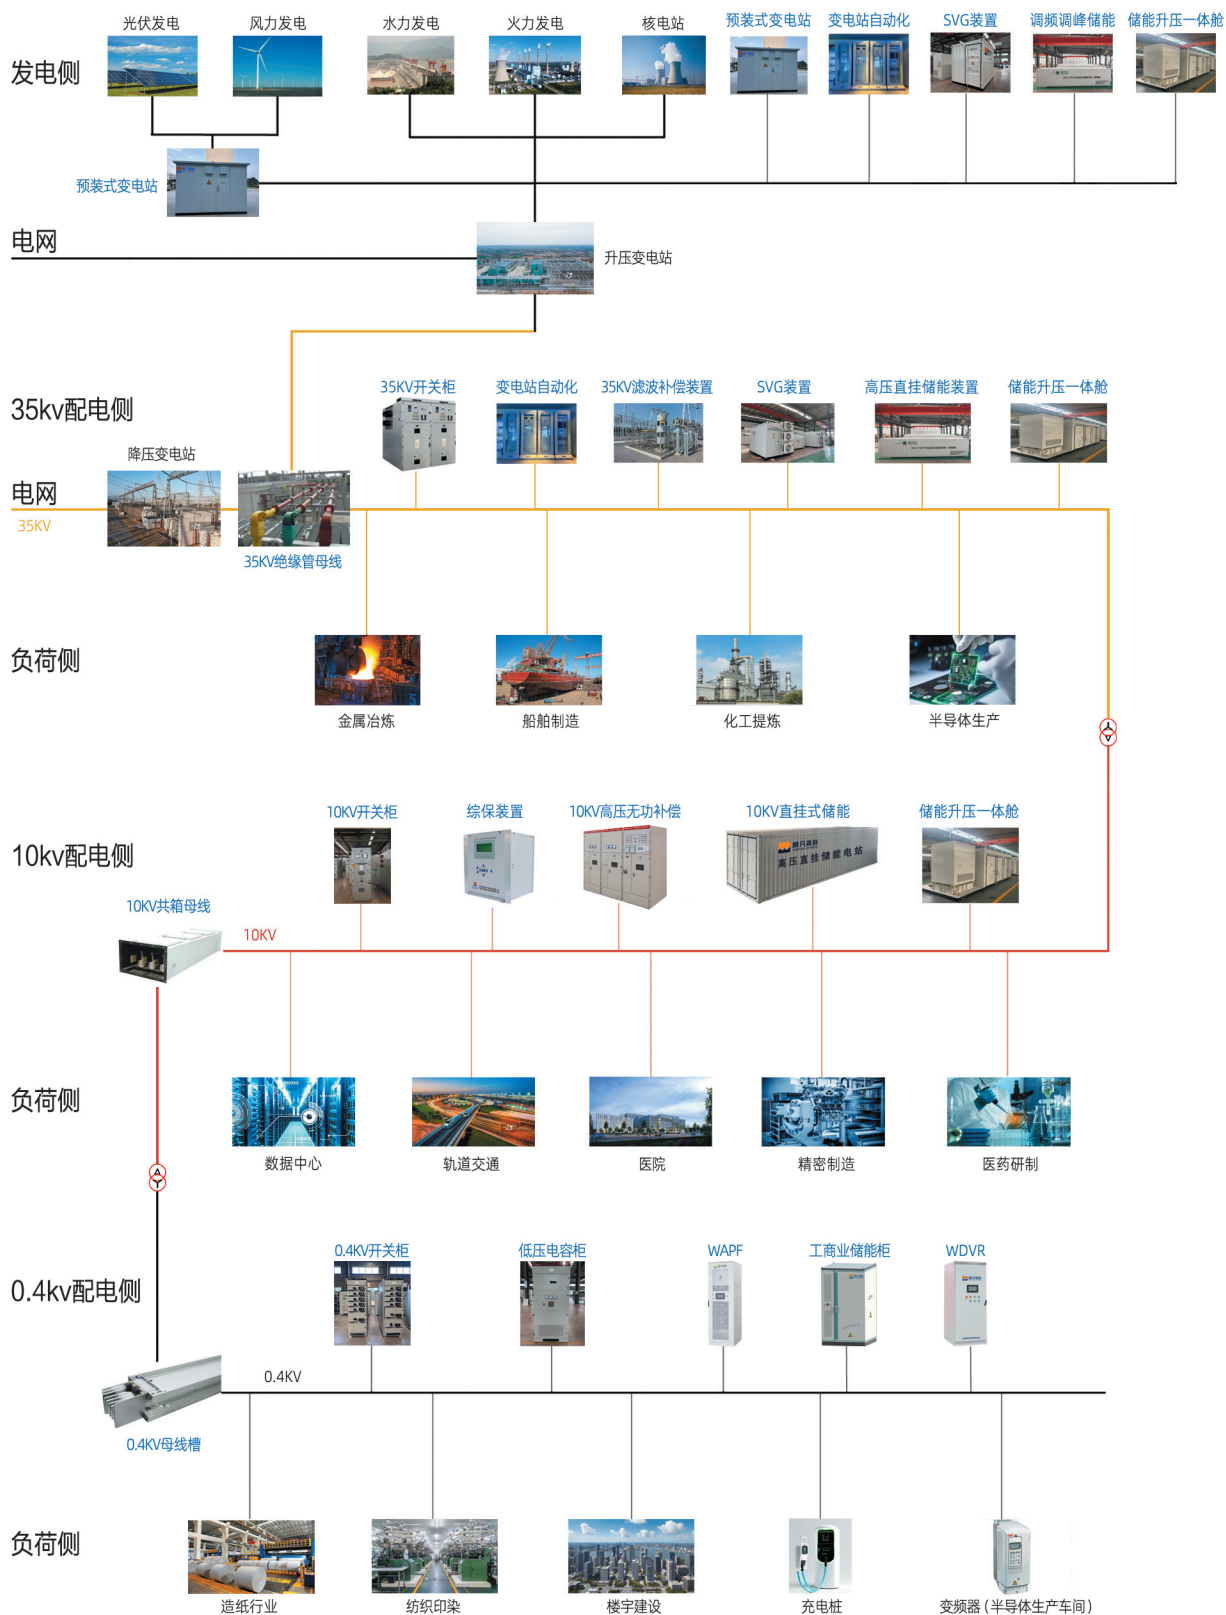 光伏发电
风力发电
水力发电
火力发电
核电站
预装式变电站
变电站自动化
SVG装置
调频调峰储能
储能升压一体舱
发电侧
预装式变电站
电网
升压变电站
35kv配电侧
35KV开关柜
变电站自动化
35KV滤波补偿装置
SVG装置
高压直挂储能装置
储能升压一体舱
降压变电站
电网
35KV
35KV绝缘管母线
负荷侧
金属冶炼
船舶制造
化工提炼
半导体生产
10kv配电侧
10KV开关柜
综保装置
10KV高压无功补偿
10KV直挂式储能
储能升压一体舱
高压直挂储能电站
10KV共箱母线
10KV
负荷侧
数据中心
轨道交通
医院
精密制造
医药研制
0.4kv配电侧
0.4KV开关柜
低压电容柜
WAPF
工商业储能柜
WDVR
0.4KV
0.4KV母线槽
负荷侧
造纸行业
纺织印染
楼宇建设
充电桩
变频器（半导体生产车间）